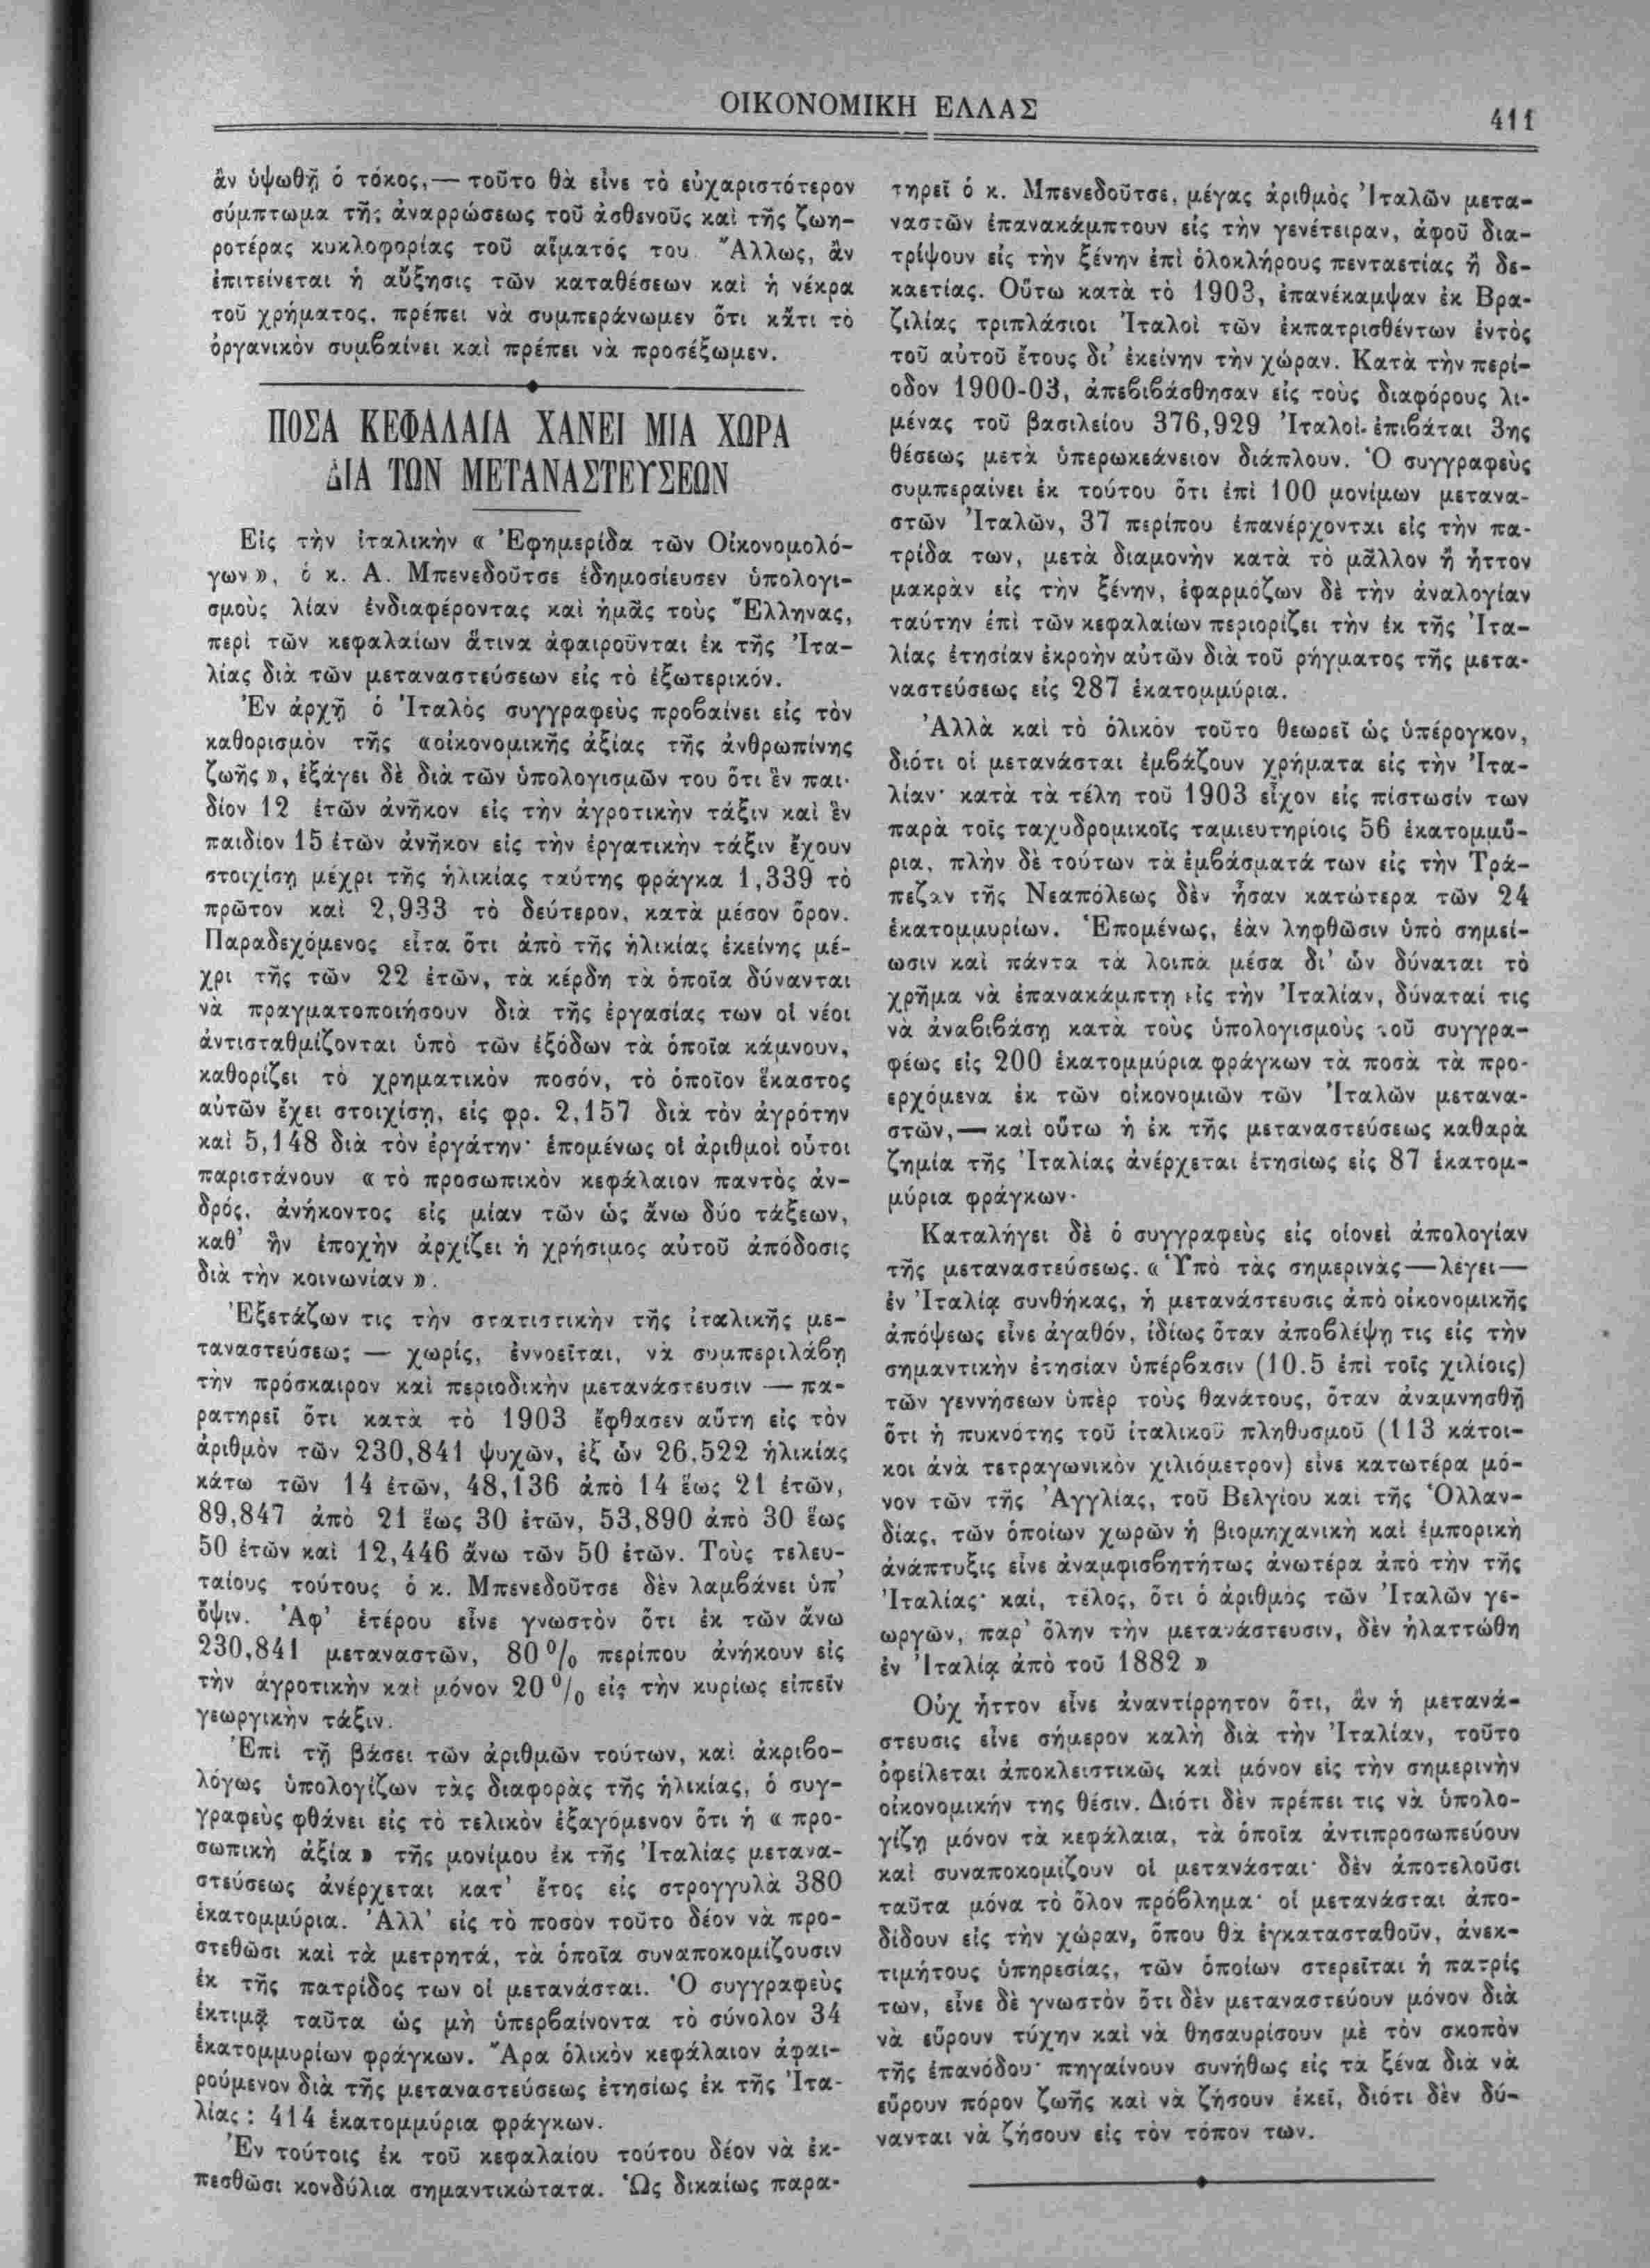 ΟΙΚΟΝΟΜΙΚΗ ΕΛΛΑΣ
411
ἂν ὑψωθῇ ὁ τόκος,— τοῦτο θὰ εἶνε τὸ εὐχαριστότερον
σύμπτωμα τῆς ἀναρρώσεως τοῦ ἀσθενοῦς καὶ τῆς ζωη-
ροτέρας κυκλοφορίας τοῦ αἵματός του. Ἄλλως, ἂν
ἐπιτείνεται ἡ αὔξησις τῶν καταθέσεων καὶ ἡ νέκρα
τοῦ χρήματος, πρέπει νὰ συμπεράνωμεν ὅτι κἄτι τὸ
ὀργανικὸν συμβαίνει καὶ πρέπει νὰ προσέξωμεν.
ΠΟΣΑ ΚΕΦΑΛΑΙΑ ΧΑΝΕΙ ΜΙΑ ΧΩΡΑ
ΔΙΑ ΤΩΝ ΜΕΤΑΝΑΣΤΕΥΣΕΩΝ
Εἰς τὴν ἰταλικὴν « Ἐφημερίδα τῶν Οἰκονομολό-
γων», ὁ κ. Α. Μπενεδοῦτσε ἐδημοσίευσεν ὑπολογι-
σμοὺς λίαν ἐνδιαφέροντας καὶ ἡμᾶς τοὺς Ἕλληνας,
περὶ τῶν κεφαλαίων ἅτινα ἀφαιροῦνται ἐκ τῆς Ἰτα-
λίας διὰ τῶν μεταναστεύσεων εἰς τὸ ἐξωτερικόν.
Ἐν ἀρχῇ ὁ Ἰταλὸς συγγραφεὺς προβαίνει εἰς τὸν
καθορισμὸν τῆς «οἰκονομικῆς ἀξίας τῆς ἀνθρωπίνης
ζωῆς », ἐξάγει δὲ διὰ τῶν ὑπολογισμῶν του ὅτι ἓν παι-
δίον 12 ἐτῶν ἀνῆκον εἰς τὴν ἀγροτικὴν τάξιν καὶ ἓν
παιδίον 15 ἐτῶν ἀνῆκον εἰς τὴν ἐργατικὴν τάξιν ἔχουν
στοιχίσῃ μέχρι τῆς ἡλικίας ταύτης φράγκα 1,339 τὸ
πρῶτον καὶ 2,933 τὸ δεύτερον, κατὰ μέσον ὅρον.
Παραδεχόμενος εἶτα ὅτι ἀπὸ τῆς ἡλικίας ἐκείνης μέ-
χρι τῆς τῶν 22 ἐτῶν, τὰ κέρδη τὰ ὁποῖα δύνανται
νὰ πραγματοποιήσουν διὰ τῆς ἐργασίας των οἱ νέοι
ἀντισταθμίζονται ὑπὸ τῶν ἐξόδων τὰ ὁποῖα κάμνουν,
καθορίζει τὸ χρηματικὸν ποσόν, τὸ ὁποῖον ἕκαστος
αὐτῶν ἔχει στοιχίσῃ, εἰς φρ. 2,157 διὰ τὸν ἀγρότην
καὶ 5,148 διὰ τὸν ἐργάτην· ἑπομένως οἱ ἀριθμοὶ οὗτοι
παριστάνουν « τὸ προσωπικὸν κεφάλαιον παντὸς ἀν-
δρός, ἀνήκοντος εἰς μίαν τῶν ὡς ἄνω δύο τάξεων,
καθ' ἣν ἐποχὴν ἀρχίζει ἡ χρήσιμος αὐτοῦ ἀπόδοσις
διὰ τὴν κοινωνίαν ».
Ἐξετάζων τις τὴν στατιστικὴν τῆς ἰταλικῆς με-
ταναστεύσεως — χωρίς, ἐννοεῖται, νὰ συμπεριλάβῃ
τὴν πρόσκαιρον καὶ περιοδικὴν μετανάστευσιν — πα-
ρατηρεῖ ὅτι κατὰ τὸ 1903 ἔφθασεν αὕτη εἰς τὸν
ἀριθμὸν τῶν 230,841 ψυχῶν, ἐξ ὧν 26,522 ἡλικίας
κάτω τῶν 14 ἐτῶν, 48,136 ἀπὸ 14 ἕως 21 ἐτῶν,
89,847 ἀπὸ 21 ἕως 30 ἐτῶν, 53,890 ἀπὸ 30 ἕως
50 ἐτῶν καὶ 12,446 ἄνω τῶν 50 ἐτῶν. Τοὺς τελευ-
ταίους τούτους ὁ κ. Μπενεδοῦτσε δὲν λαμβάνει ὑπ'
ὄψιν. Ἀφ' ἑτέρου εἶνε γνωστὸν ὅτι ἐκ τῶν ἄνω
230,841 μεταναστῶν, 80 % περίπου ἀνήκουν εἰς
τὴν ἀγροτικὴν καὶ μόνον 20 % εἰς τὴν κυρίως εἰπεῖν
γεωργικὴν τάξιν.
Ἐπὶ τῇ βάσει τῶν ἀριθμῶν τούτων, καὶ ἀκριβο-
λόγως ὑπολογίζων τὰς διαφορὰς τῆς ἡλικίας, ὁ συγ-
γραφεὺς φθάνει εἰς τὸ τελικὸν ἐξαγόμενον ὅτι ἡ « προ-
σωπικὴ ἀξία » τῆς μονίμου ἐκ τῆς Ἰταλίας μετανα-
στεύσεως ἀνέρχεται κατ' ἔτος εἰς στρογγυλὰ 380
ἑκατομμύρια. Ἀλλ' εἰς τὸ ποσὸν τοῦτο δέον νὰ προ-
στεθῶσι καὶ τὰ μετρητά, τὰ ὁποῖα συναποκομίζουσιν
ἐκ τῆς πατρίδος των οἱ μετανάσται. Ὁ συγγραφεὺς
ἐκτιμᾷ ταῦτα ὡς μὴ ὑπερβαίνοντα τὸ σύνολον 34
ἑκατομμυρίων φράγκων. Ἄρα ὁλικὸν κεφάλαιον ἀφαι-
ρούμενον διὰ τῆς μεταναστεύσεως ἐτησίως ἐκ τῆς Ἰτα-
λίας : 414 ἑκατομμύρια φράγκων.
Ἐν τούτοις ἐκ τοῦ κεφαλαίου τούτου δέον νὰ ἐκ-
πεσθῶσι κονδύλια σημαντικώτατα. Ὡς δικαίως παρα-
τηρεῖ ὁ κ. Μπενεδοῦτσε, μέγας ἀριθμὸς Ἰταλῶν μετα-
ναστῶν ἐπανακάμπτουν εἰς τὴν γενέτειραν, ἀφοῦ δια-
τρίψουν εἰς τὴν ξένην ἐπὶ ὁλοκλήρους πενταετίας ἢ δε-
καετίας. Οὕτω κατὰ τὸ 1903, ἐπανέκαμψαν ἐκ Βρα-
ζιλίας τριπλάσιοι Ἰταλοὶ τῶν ἐκπατρισθέντων ἐντὸς
τοῦ αὐτοῦ ἔτους δι' ἐκείνην τὴν χώραν. Κατὰ τὴν περί-
οδον 1900-03, ἀπεβιβάσθησαν εἰς τοὺς διαφόρους λι-
μένας τοῦ βασιλείου 376,929 Ἰταλοὶ-ἐπιβάται 3ης
θέσεως μετὰ ὑπερωκεάνειον διάπλουν. Ὁ συγγραφεὺς
συμπεραίνει ἐκ τούτου ὅτι ἐπὶ 100 μονίμων μετανα-
στῶν Ἰταλῶν, 37 περίπου ἐπανέρχονται εἰς τὴν πα-
τρίδα των, μετὰ διαμονὴν κατὰ τὸ μᾶλλον ἢ ἧττον
μακρὰν εἰς τὴν ξένην, ἐφαρμόζων δὲ τὴν ἀναλογίαν
ταύτην ἐπὶ τῶν κεφαλαίων περιορίζει τὴν ἐκ τῆς Ἰτα-
λίας ἐτησίαν ἐκροὴν αὐτῶν διὰ τοῦ ρήγματος τῆς μετα-
ναστεύσεως εἰς 287 ἑκατομμύρια.
Ἀλλὰ καὶ τὸ ὁλικὸν τοῦτο θεωρεῖ ὡς ὑπέρογκον,
διότι οἱ μετανάσται ἐμβάζουν χρήματα εἰς τὴν Ἰτα-
λίαν· κατὰ τὰ τέλη τοῦ 1903 εἶχον εἰς πίστωσίν των
παρὰ τοῖς ταχυδρομικοῖς ταμιευτηρίοις 56 ἑκατομμύ-
ρια, πλὴν δὲ τούτων τὰ ἐμβάσματά των εἰς τὴν Τρά-
πεζαν τῆς Νεαπόλεως δὲν ἦσαν κατώτερα τῶν 24
ἑκατομμυρίων. Ἑπομένως, ἐὰν ληφθῶσιν ὑπὸ σημεί-
ωσιν καὶ πάντα τὰ λοιπὰ μέσα δι' ὧν δύναται τὸ
χρῆμα νὰ ἐπανακάμπτῃ εἰς τὴν Ἰταλίαν, δύναταί τις
νὰ ἀναβιβάσῃ κατὰ τοὺς ὑπολογισμοὺς τοῦ συγγρα-
φέως εἰς 200 ἑκατομμύρια φράγκων τὰ ποσὰ τὰ προ-
ερχόμενα ἐκ τῶν οἰκονομιῶν τῶν Ἰταλῶν μετανα-
στῶν,— καὶ οὕτω ἡ ἐκ τῆς μεταναστεύσεως καθαρὰ
ζημία τῆς Ἰταλίας ἀνέρχεται ἐτησίως εἰς 87 ἑκατομ-
μύρια φράγκων·
Καταλήγει δὲ ὁ συγγραφεὺς εἰς οἱονεὶ ἀπολογίαν
τῆς μεταναστεύσεως. «Ὑπὸ τὰς σημερινὰς — λέγει —
ἐν Ἰταλίᾳ συνθήκας, ἡ μετανάστευσις ἀπὸ οἰκονομικῆς
ἀπόψεως εἶνε ἀγαθόν, ἰδίως ὅταν ἀποβλέψῃ τις εἰς τὴν
σημαντικὴν ἐτησίαν ὑπέρβασιν (10.5 ἐπὶ τοῖς χιλίοις)
τῶν γεννήσεων ὑπὲρ τοὺς θανάτους, ὅταν ἀναμνησθῇ
ὅτι ἡ πυκνότης τοῦ ἰταλικοῦ πληθυσμοῦ (113 κάτοι-
κοι ἀνὰ τετραγωνικὸν χιλιόμετρον) εἶνε κατωτέρα μό-
νον τῶν τῆς Ἀγγλίας, τοῦ Βελγίου καὶ τῆς Ὁλλαν-
δίας, τῶν ὁποίων χωρῶν ἡ βιομηχανικὴ καὶ ἐμπορικὴ
ἀνάπτυξις εἶνε ἀναμφισβητήτως ἀνωτέρα ἀπὸ τὴν τῆς
Ἰταλίας· καί, τέλος, ὅτι ὁ ἀριθμὸς τῶν Ἰταλῶν γε-
ωργῶν, παρ' ὅλην τὴν μετανάστευσιν, δὲν ἠλαττώθη
ἐν Ἰταλίᾳ ἀπὸ τοῦ 1882 »
Οὐχ ἧττον εἶνε ἀναντίρρητον ὅτι, ἂν ἡ μετανά-
στευσις εἶνε σήμερον καλὴ διὰ τὴν Ἰταλίαν, τοῦτο
ὀφείλεται ἀποκλειστικῶς καὶ μόνον εἰς τὴν σημερινὴν
οἰκονομικήν της θέσιν. Διότι δὲν πρέπει τις νὰ ὑπολο-
γίζῃ μόνον τὰ κεφάλαια, τὰ ὁποῖα ἀντιπροσωπεύουν
καὶ συναποκομίζουν οἱ μετανάσται· δὲν ἀποτελοῦσι
ταῦτα μόνα τὸ ὅλον πρόβλημα· οἱ μετανάσται ἀπο-
δίδουν εἰς τὴν χώραν, ὅπου θὰ ἐγκατασταθοῦν, ἀνεκ-
τιμήτους ὑπηρεσίας, τῶν ὁποίων στερεῖται ἡ πατρίς
των, εἶνε δὲ γνωστὸν ὅτι δὲν μεταναστεύουν μόνον διὰ
νὰ εὕρουν τύχην καὶ νὰ θησαυρίσουν μὲ τὸν σκοπὸν
τῆς ἐπανόδου· πηγαίνουν συνήθως εἰς τὰ ξένα διὰ νὰ
εὕρουν πόρον ζωῆς καὶ νὰ ζήσουν ἐκεῖ, διότι δὲν δύ-
νανται νὰ ζήσουν εἰς τὸν τόπον των.